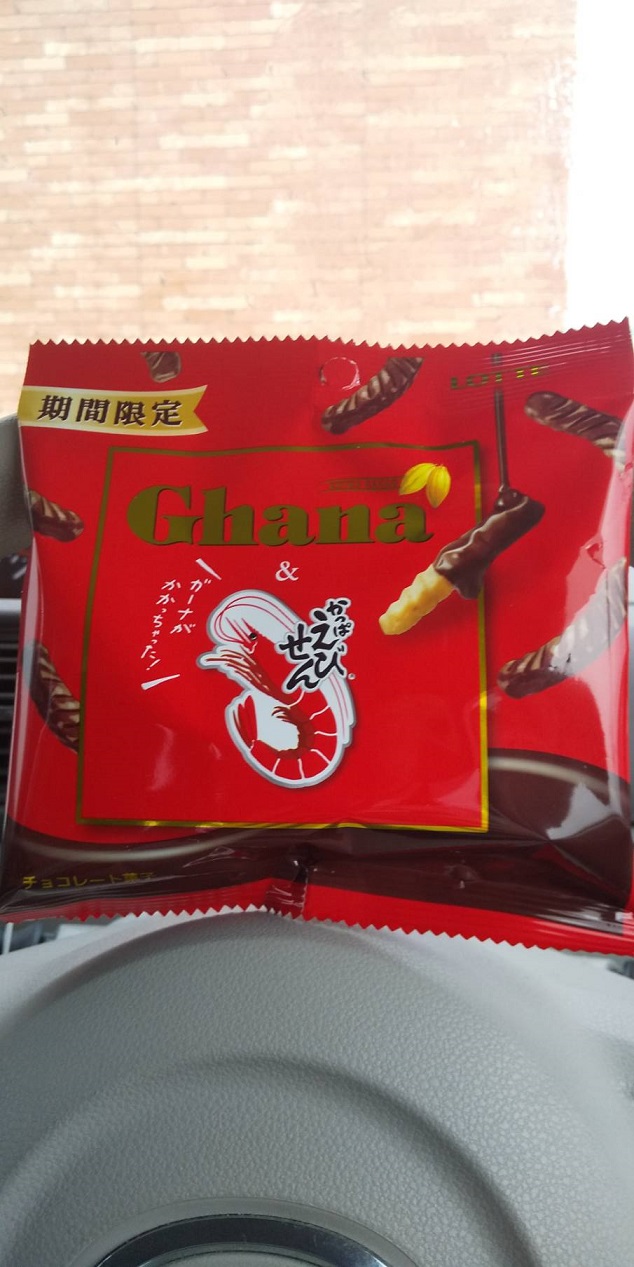 期間限定
Ghana
&
ガーナが
かかっちゃった!
かっぱ
えび
せん
チョコレート菓子